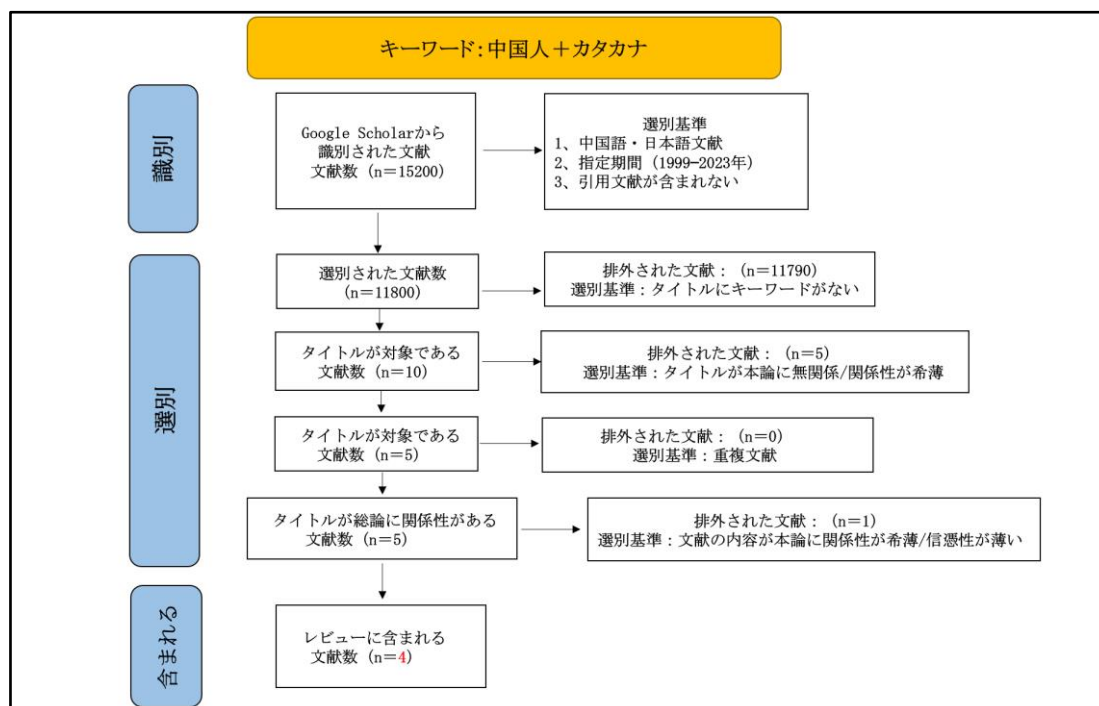 キーワード：中国人＋カタカナ
識別
Google Scholarから
識別された文献
文献数（n＝15200）
選別基準
1、中国語・日本語文献
2、指定期間（1999−2023年）
3、引用文献が含まれない
選別
選別された文献数
（n＝11800）
排外された文献：（n＝11790）
選別基準：タイトルにキーワードがない
タイトルが対象である
文献数（n＝10）
排外された文献：（n＝5）
選別基準：タイトルが本論に無関係/関係性が希薄
タイトルが対象である
文献数（n＝5）
排外された文献：（n＝0）
選別基準：重複文献
タイトルが総論に関係性がある
文献数（n＝5）
排外された文献：（n＝1）
選別基準：文献の内容が本論に関係性が希薄/信憑性が薄い
含まれる
レビューに含まれる
文献数（n＝4）